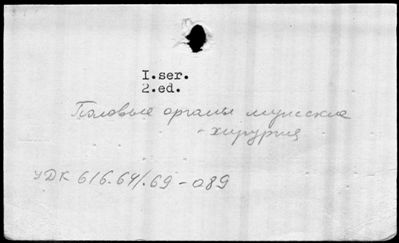 I.ser.
2.ed.
Половые органы мужские
- хирургия
УДК 616.64/.69-089